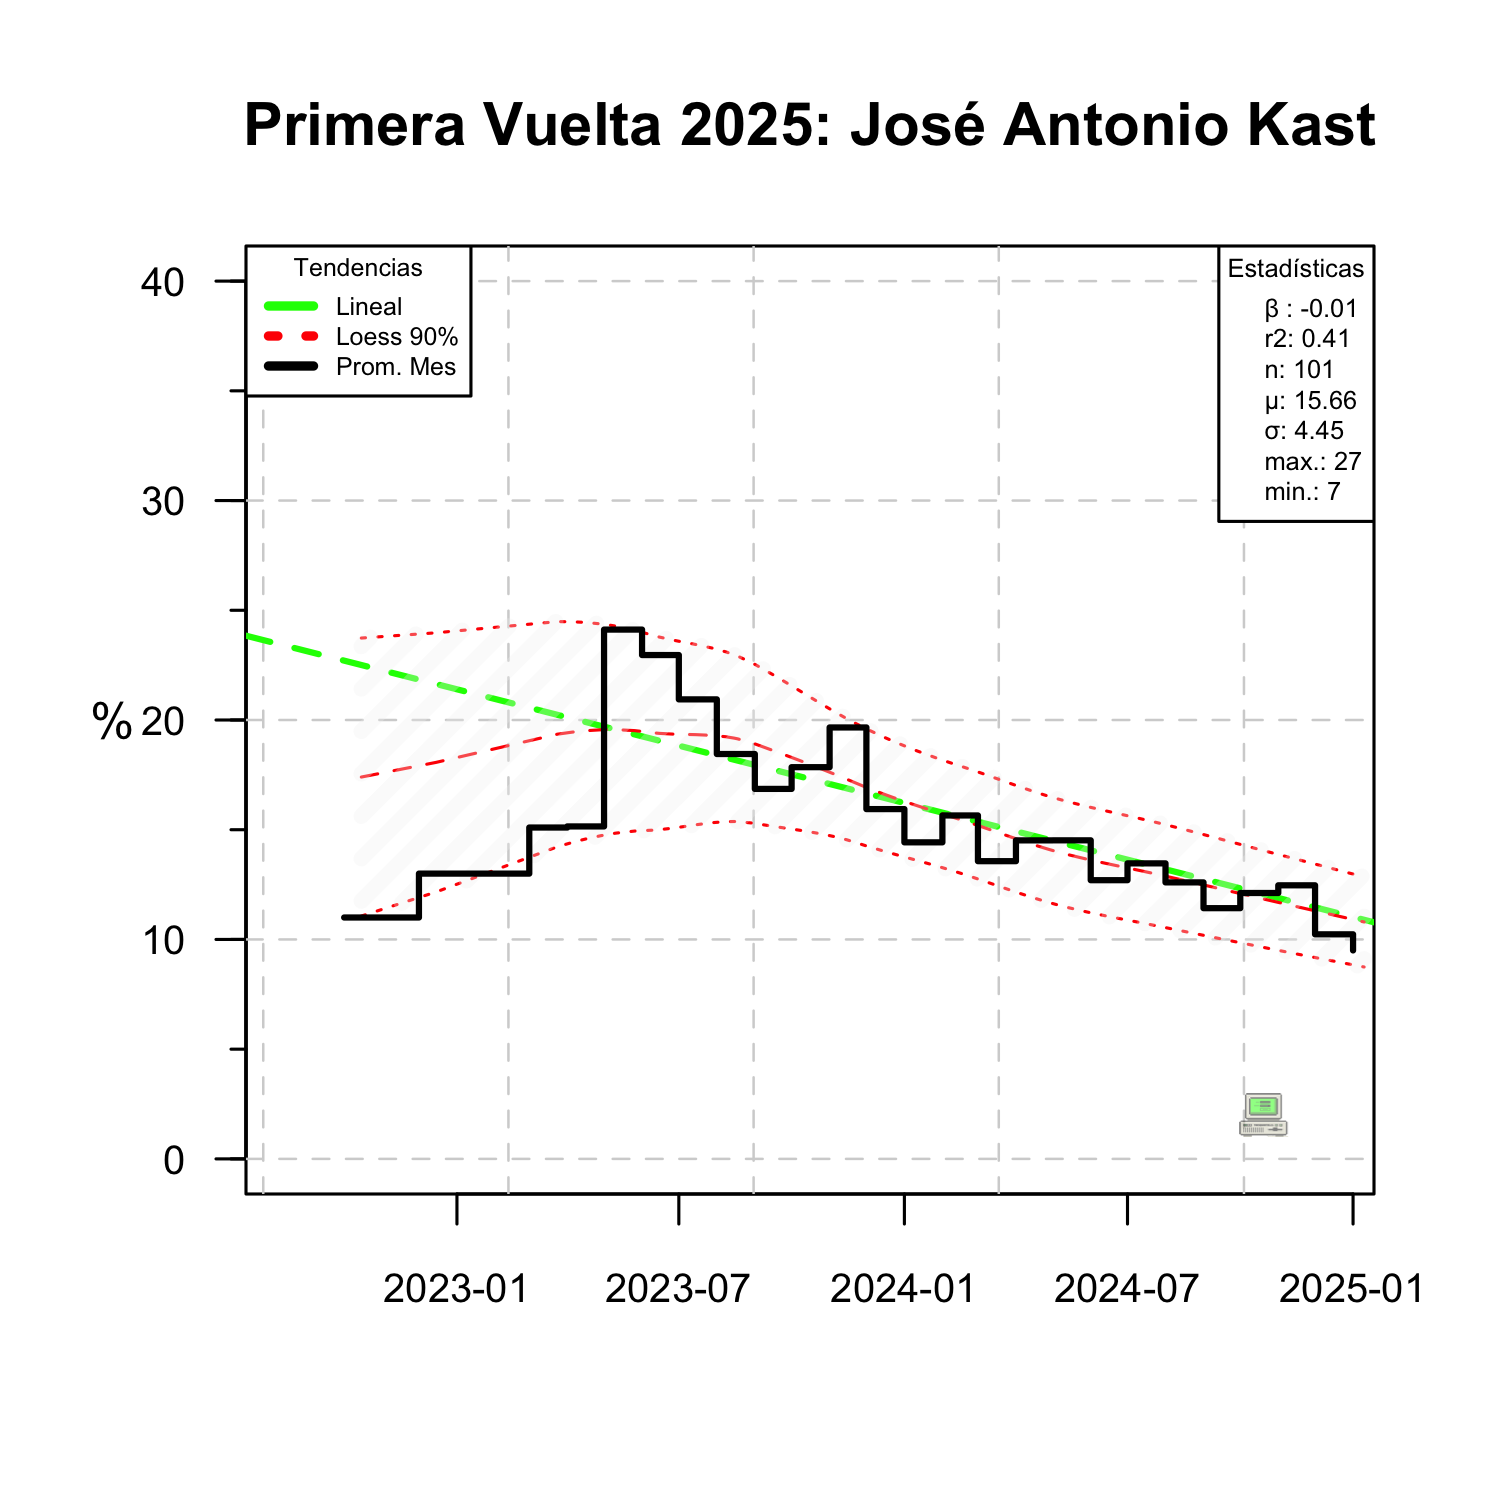 Primera Vuelta 2025: José Antonio Kast
Tendencias
Lineal
Loess 90%
Prom. Mes
Estadísticas
β : -0.01
r2: 0.41
n: 101
μ: 15.66
σ: 4.45
max.: 27
min.: 7
40
30
% 20
10
0
2023-01 2023-07 2024-01 2024-07 2025-01